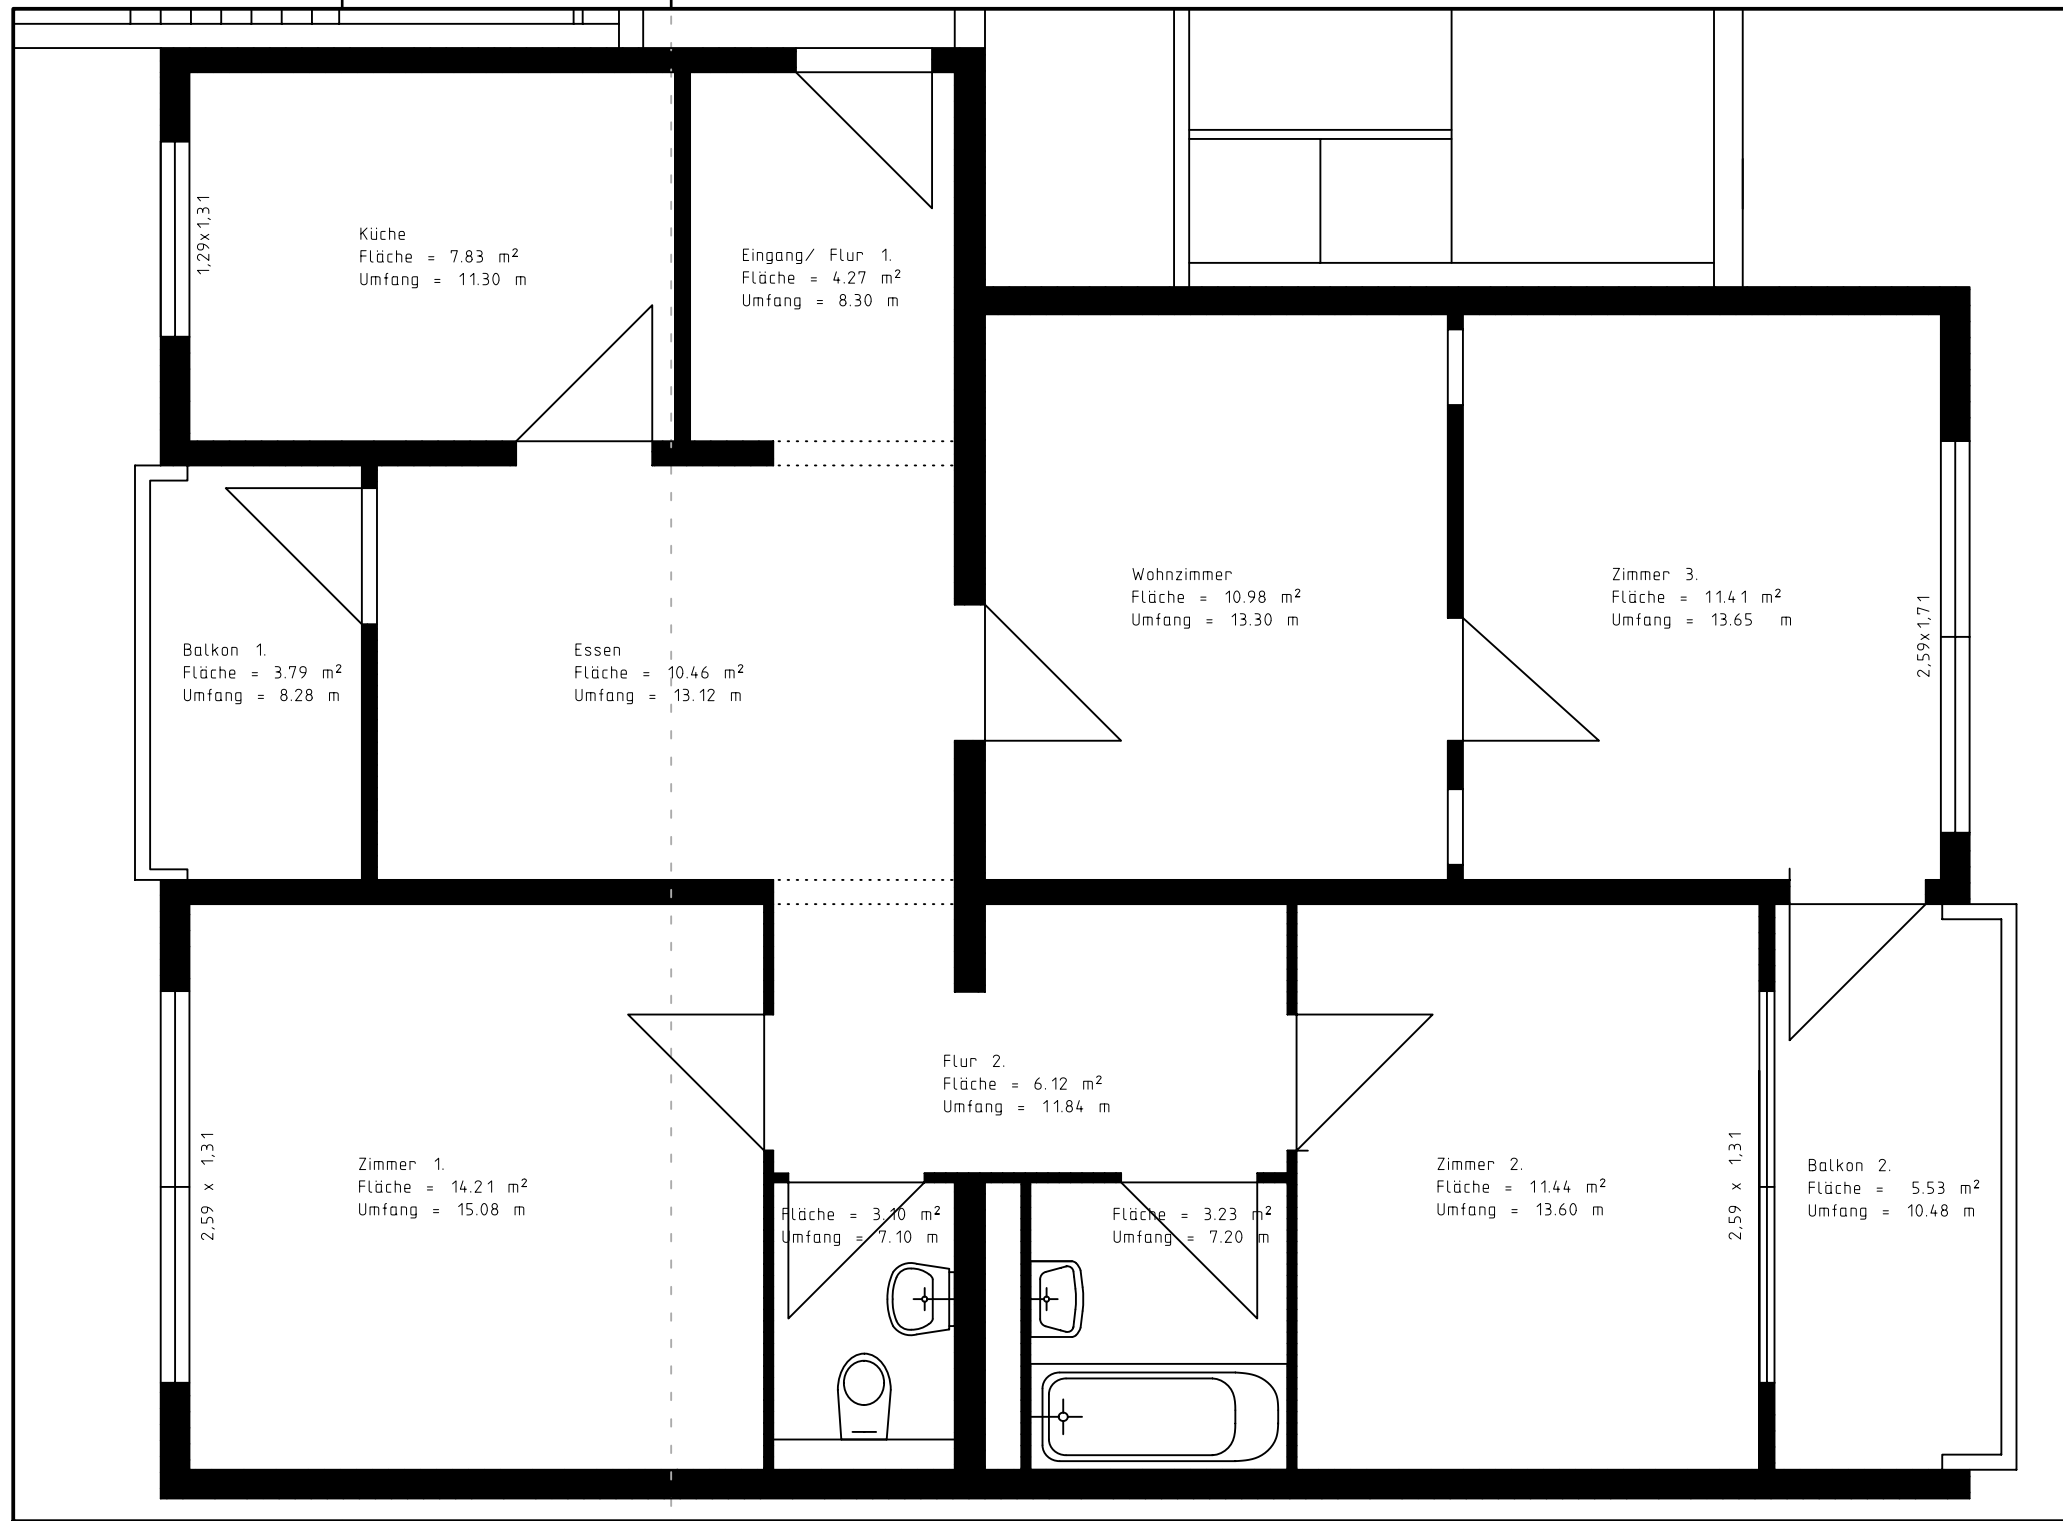 1,29x1,31
Küche
Fläche = 7.83 m²
Umfang = 11.30 m
Eingang/ Flur 1.
Fläche = 4.27 m²
Umfang = 8.30 m
Wohnzimmer
Fläche = 10.98 m²
Umfang = 13.30 m
Zimmer 3.
Fläche = 11.41 m²
Umfang = 13.65 m
2,59x1,71
Balkon 1.
Fläche = 3.79 m²
Umfang = 8.28 m
Essen
Fläche = 10.46 m²
Umfang = 13.12 m
Flur 2.
Fläche = 6.12 m²
Umfang = 11.84 m
2,59 x 1,31
Zimmer 1.
Fläche = 14.21 m²
Umfang = 15.08 m
Fläche = 3.10 m²
Umfang = 7.10 m
Fläche = 3.23 m²
Umfang = 7.20 m
Zimmer 2.
Fläche = 11.44 m²
Umfang = 13.60 m
2,59 x 1,31
Balkon 2.
Fläche = 5.53 m²
Umfang = 10.48 m